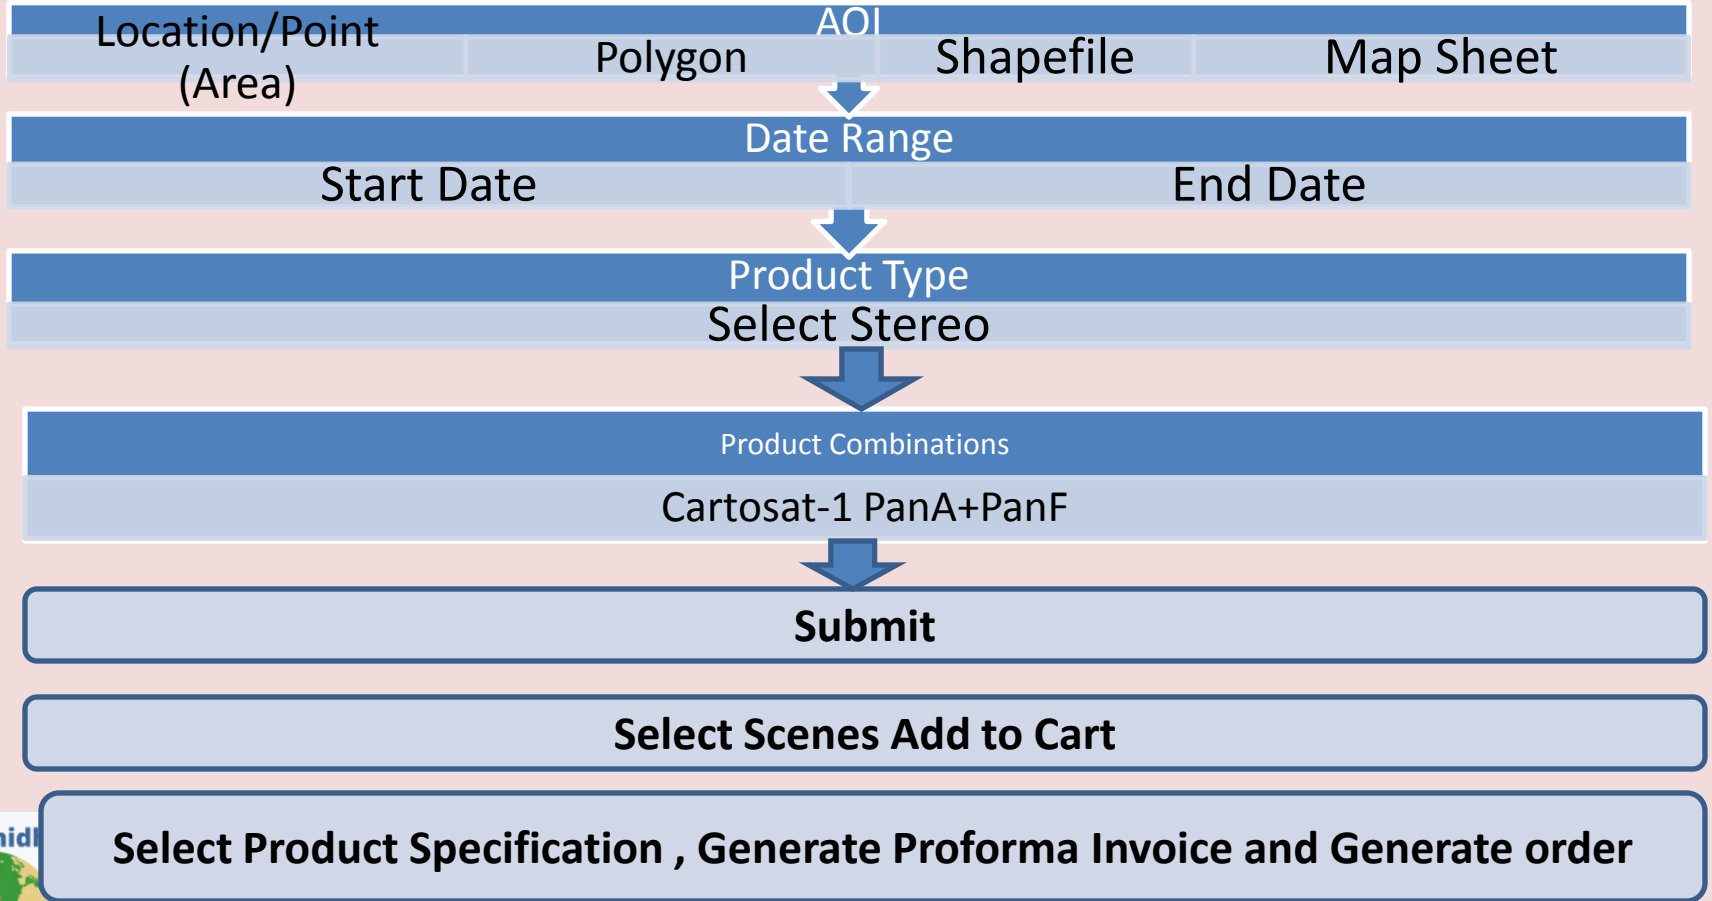 AOI
Location/Point
(Area)
Polygon
Shapefile
Map Sheet
Date Range
Start Date
End Date
Product Type
Select Stereo
Product Combinations
Cartosat-1 PanA+PanF
Submit
Select Scenes Add to Cart
Select Product Specification , Generate Proforma Invoice and Generate order